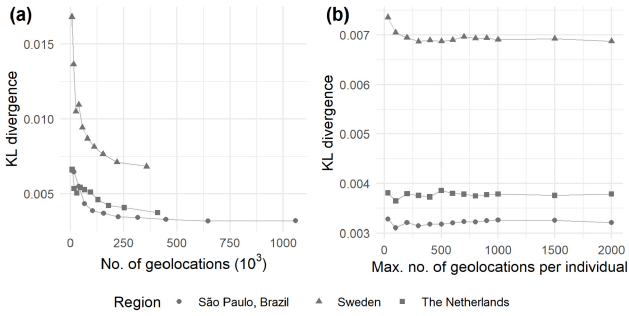 (a)
0.015
0.010
0.005
KL divergence
0 250 500 750 1000
No. of geolocations (10³)
(b)
0.007
0.006
0.005
0.004
0.003
KL divergence
0 500 1000 1500 2000
Max. no. of geolocations per individual
Region São Paulo, Brazil Sweden The Netherlands